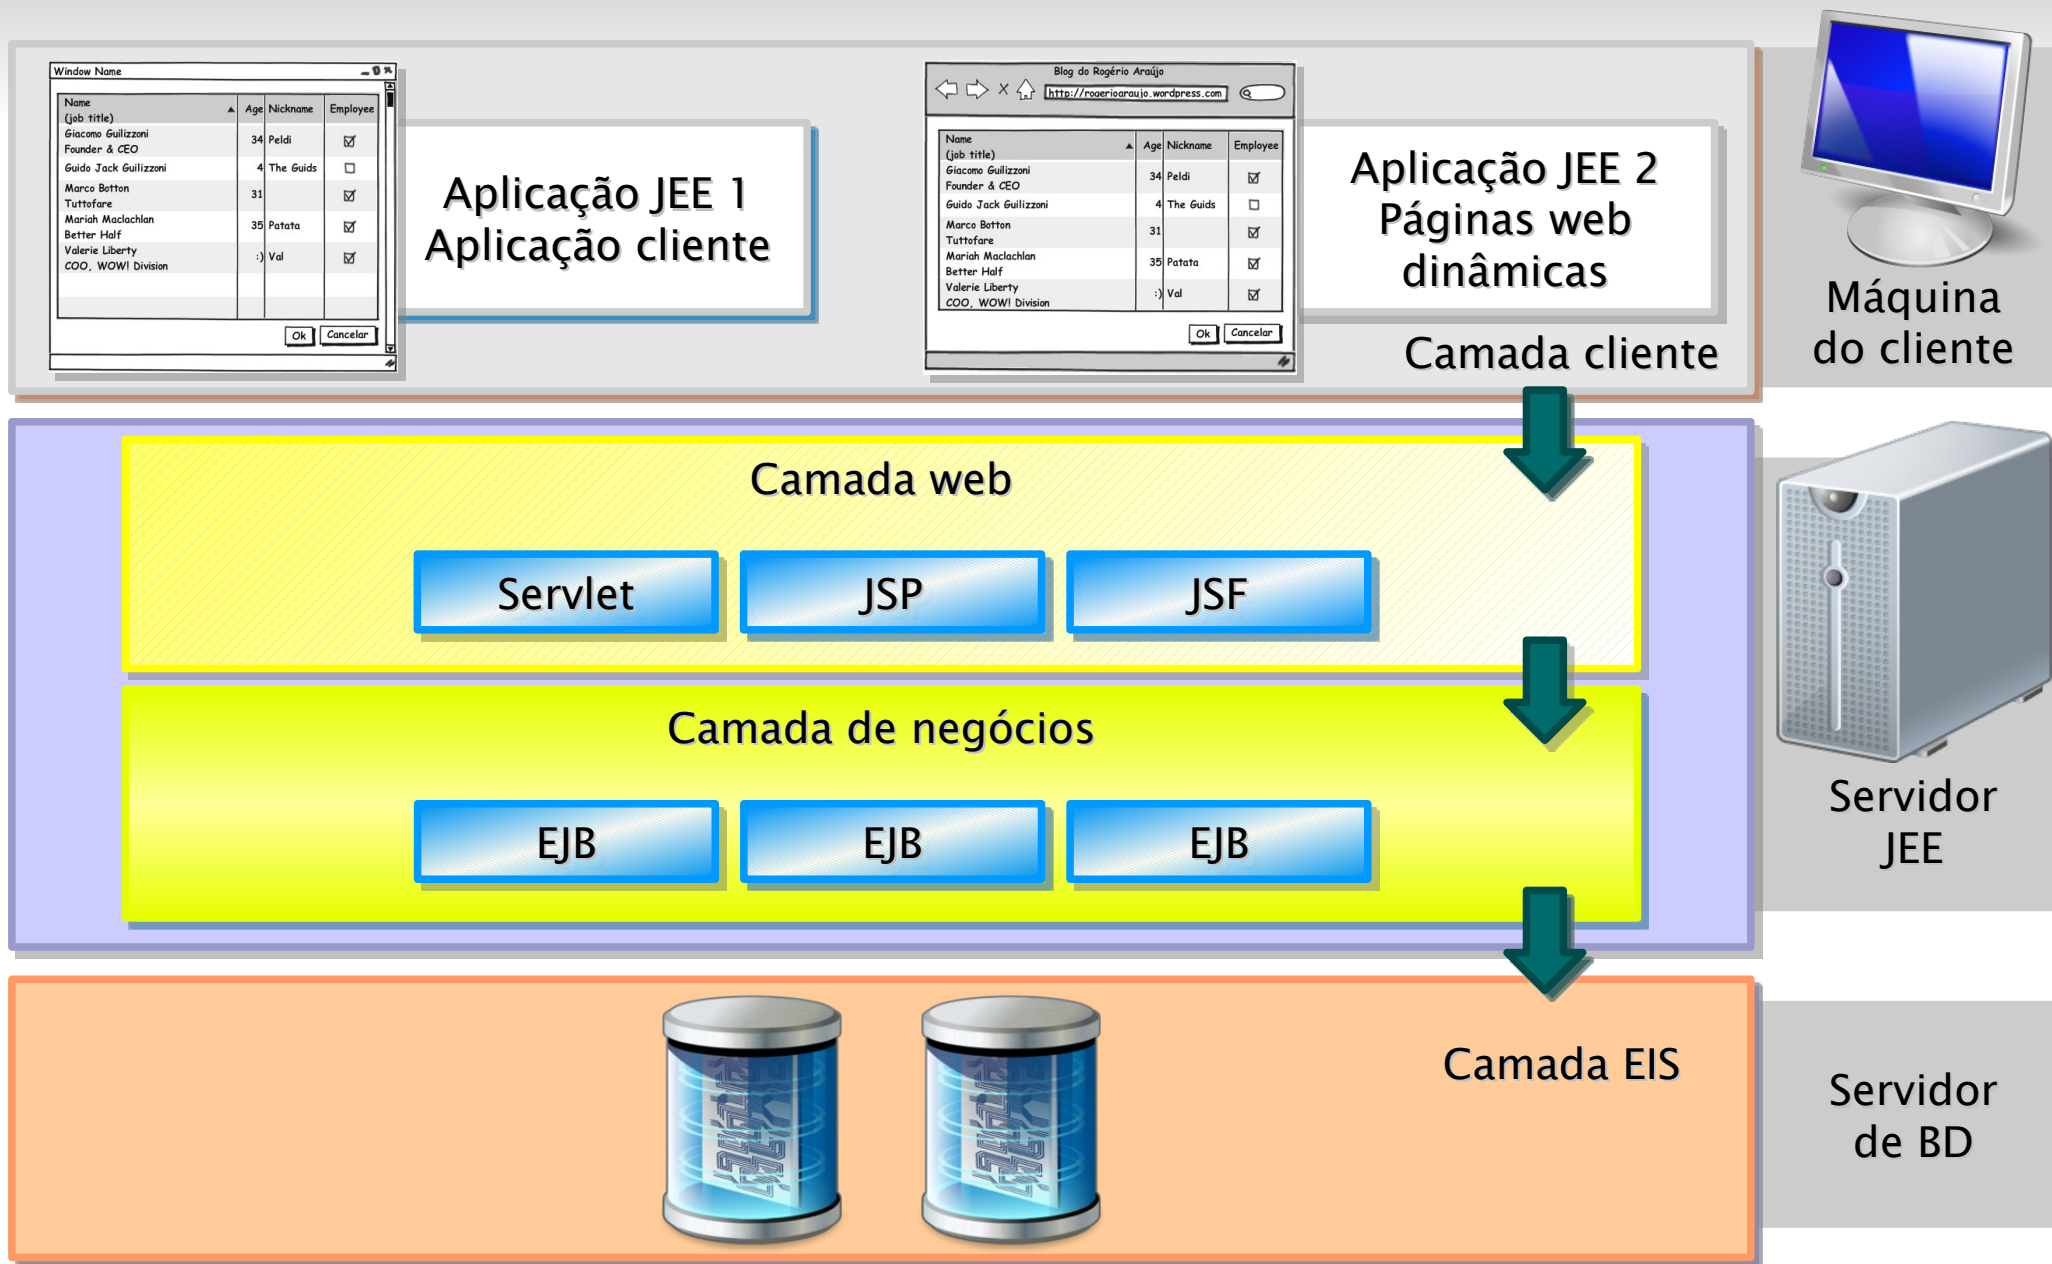 Window Name
Name
(job title)
Age
Nickname
Employee
Giacomo Guilizzoni
Founder & CEO
34
Peldi
Guido Jack Guilizzoni
4
The Guids
Marco Botton
Tuttofare
31
Mariah Maclachlan
Better Half
35
Patata
Valerie Liberty
COO, WOW! Division
:)
Val
Ok
Cancelar
Aplicação JEE 1
Aplicação cliente
Blog do Rogério Araújo
http://rogerioaraujo.wordpress.com
Name
(job title)
Age
Nickname
Employee
Giacomo Guilizzoni
Founder & CEO
34
Peldi
Guido Jack Guilizzoni
4
The Guids
Marco Botton
Tuttofare
31
Mariah Maclachlan
Better Half
35
Patata
Valerie Liberty
COO, WOW! Division
:)
Val
Ok
Cancelar
Aplicação JEE 2
Páginas web
dinâmicas
Camada cliente
Máquina
do cliente
Camada web
Servlet
JSP
JSF
Camada de negócios
EJB
EJB
EJB
Servidor
JEE
Camada EIS
Servidor
de BD